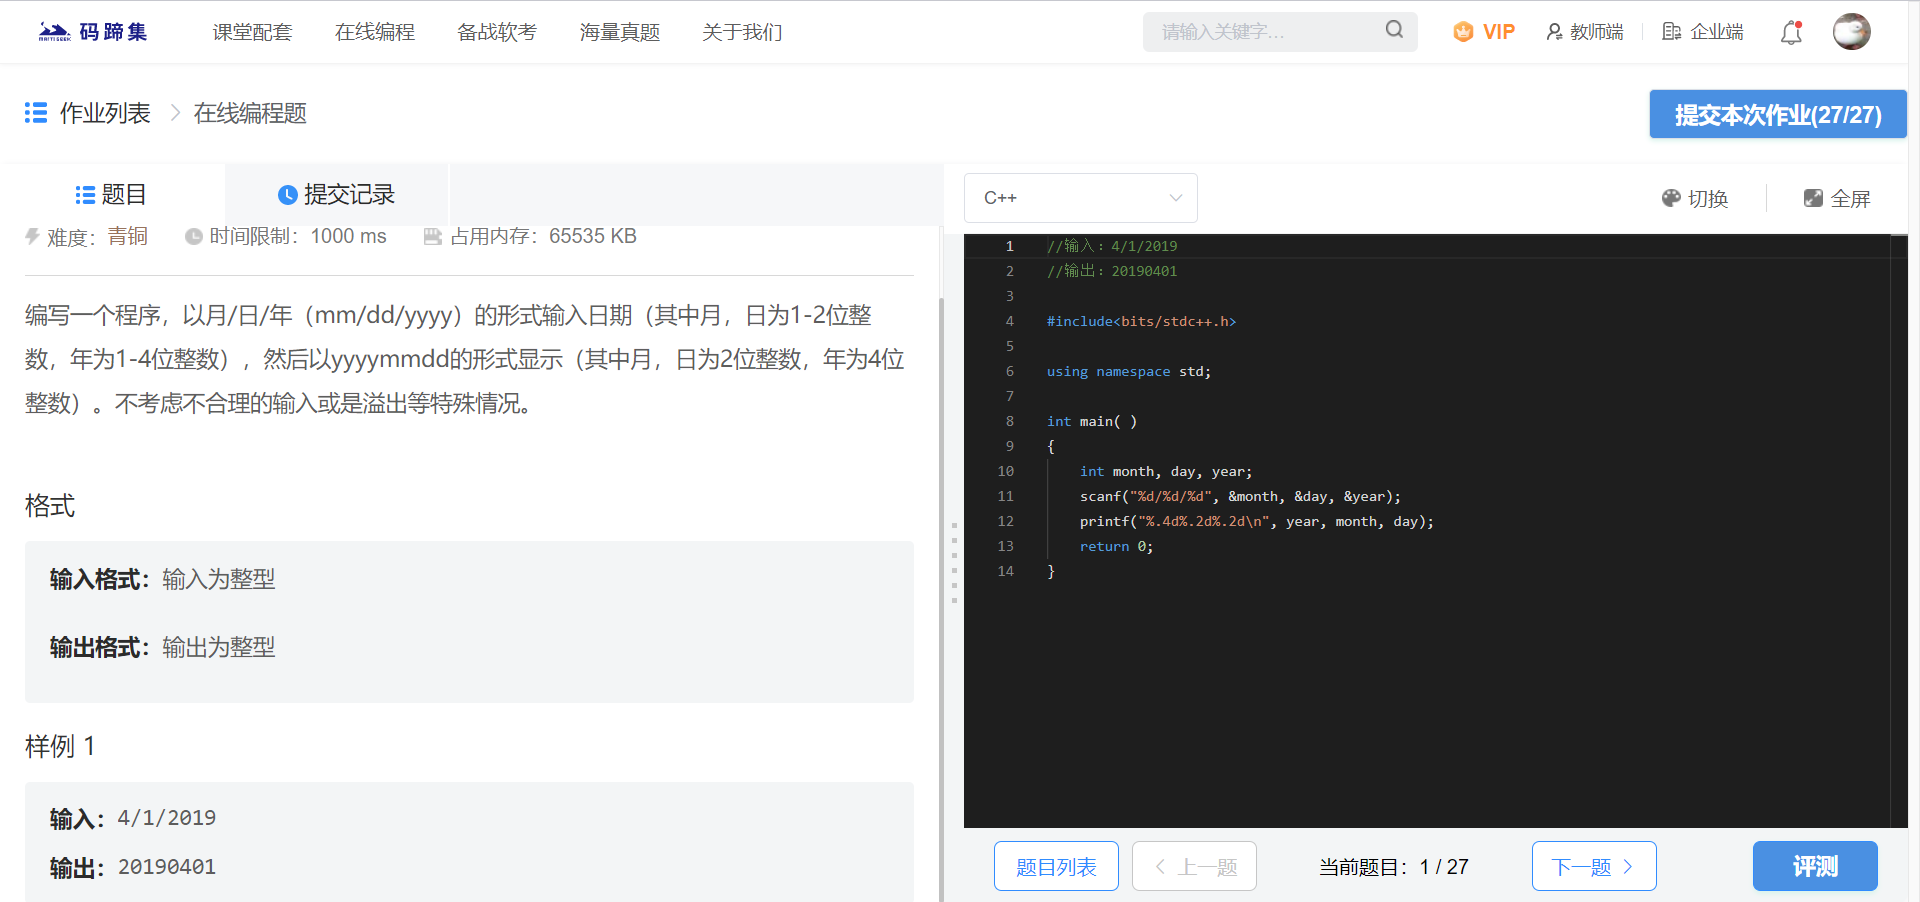 码蹄集
MAITI GEEK
课堂配套
在线编程
备战软考
海量真题
关于我们
请输入关键字...
VIP
教师端
企业端
作业列表 > 在线编程题
提交本次作业(27/27)
题目
提交记录
难度：青铜
时间限制：1000 ms
占用内存：65535 KB
编写一个程序，以月/日/年（mm/dd/yyyy）的形式输入日期（其中月，日为1-2位整
数，年为1-4位整数），然后以yyyymmdd的形式显示（其中月，日为2位整数，年为4位
整数）。不考虑不合理的输入或是溢出等特殊情况。
格式
输入格式：输入为整型
输出格式：输出为整型
样例 1
输入：4/1/2019
输出：20190401
C++
切换
全屏
1 //输入：4/1/2019
2 //输出：20190401
3
4 #include<bits/stdc++.h>
5
6 using namespace std;
7
8 int main( )
9 {
10 int month, day, year;
11 scanf("%d/%d/%d", &month, &day, &year);
12 printf("%.4d%.2d%.2d\n", year, month, day);
13 return 0;
14 }
题目列表
< 上一题
当前题目：1 / 27
下一题 >
评测